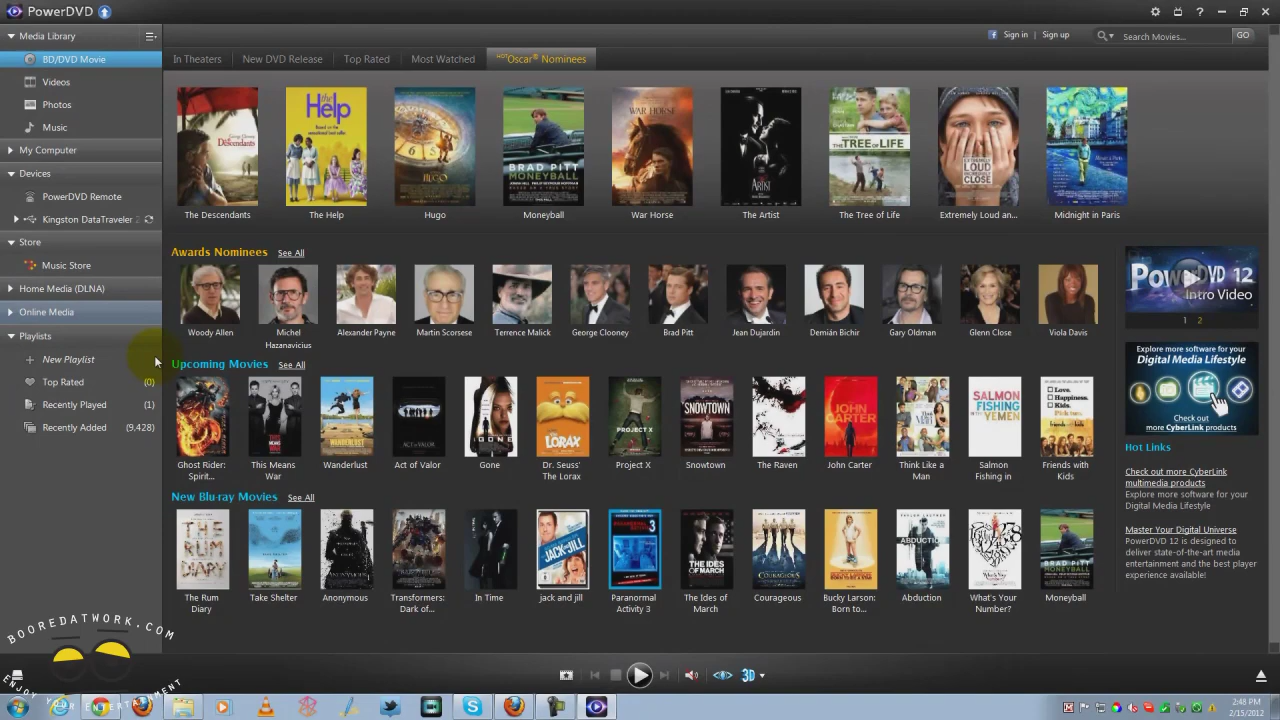 PowerDVD
Media Library
BD/DVD Movie
Videos
Photos
Music
My Computer
Devices
PowerDVD Remote
Kingston DataTraveler 2
Store
Music Store
Home Media (DLNA)
Online Media
Playlists
New Playlist
Top Rated (0)
Recently Played (1)
Recently Added (9,428)
Sign in | Sign up
Search Movies... GO
In Theaters
New DVD Release
Top Rated
Most Watched
HOT Oscar® Nominees
The Descendants
The Help
Hugo
Moneyball
War Horse
The Artist
The Tree of Life
Extremely Loud an...
Midnight in Paris
Awards Nominees See All
Woody Allen
Michel
Hazanavicius
Alexander Payne
Martin Scorsese
Terrence Malick
George Clooney
Brad Pitt
Jean Dujardin
Demián Bichir
Gary Oldman
Glenn Close
Viola Davis
Upcoming Movies See All
Ghost Rider:
Spirit...
This Means
War
Wanderlust
Act of Valor
Gone
Dr. Seuss'
The Lorax
Project X
Snowtown
The Raven
John Carter
Think Like a
Man
Salmon
Fishing in
Friends with
Kids
New Blu-ray Movies See All
The Rum
Diary
Take Shelter
Anonymous
Transformers:
Dark of...
In Time
jack and jill
Paranormal
Activity 3
The Ides of
March
Courageous
Bucky Larson:
Born to...
Abduction
What's Your
Number?
Moneyball
PowerDVD 12
Intro Video
1 2
Explore more software for your
Digital Media Lifestyle
Check out
more CyberLink products
Hot Links
Check out more CyberLink
multimedia products
Explore more software for your
Digital Media Lifestyle
Master Your Digital Universe
PowerDVD 12 is designed to
deliver state-of-the-art media
entertainment and the best player
experience available!
3D
BOOREDATWORK.COM
ENJOY YOUR ENTERTAINMENT
2:48 PM
2/15/2012